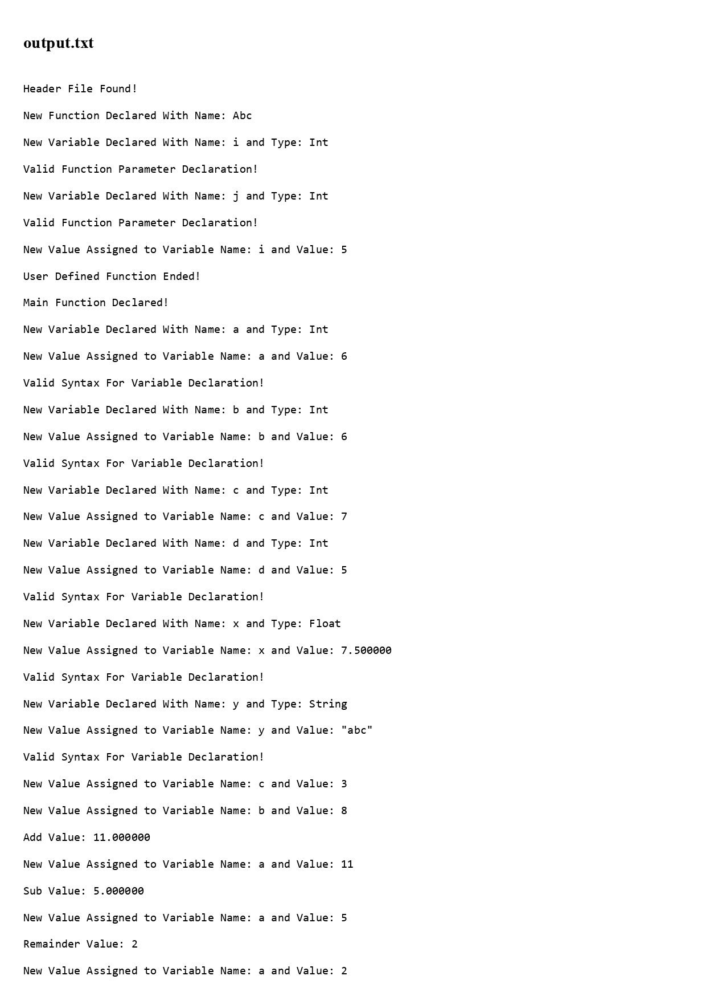 output.txt
Header File Found!
New Function Declared With Name: Abc
New Variable Declared With Name: i and Type: Int
Valid Function Parameter Declaration!
New Variable Declared With Name: j and Type: Int
Valid Function Parameter Declaration!
New Value Assigned to Variable Name: i and Value: 5
User Defined Function Ended!
Main Function Declared!
New Variable Declared With Name: a and Type: Int
New Value Assigned to Variable Name: a and Value: 6
Valid Syntax For Variable Declaration!
New Variable Declared With Name: b and Type: Int
New Value Assigned to Variable Name: b and Value: 6
Valid Syntax For Variable Declaration!
New Variable Declared With Name: c and Type: Int
New Value Assigned to Variable Name: c and Value: 7
New Variable Declared With Name: d and Type: Int
New Value Assigned to Variable Name: d and Value: 5
Valid Syntax For Variable Declaration!
New Variable Declared With Name: x and Type: Float
New Value Assigned to Variable Name: x and Value: 7.500000
Valid Syntax For Variable Declaration!
New Variable Declared With Name: y and Type: String
New Value Assigned to Variable Name: y and Value: "abc"
Valid Syntax For Variable Declaration!
New Value Assigned to Variable Name: c and Value: 3
New Value Assigned to Variable Name: b and Value: 8
Add Value: 11.000000
New Value Assigned to Variable Name: a and Value: 11
Sub Value: 5.000000
New Value Assigned to Variable Name: a and Value: 5
Remainder Value: 2
New Value Assigned to Variable Name: a and Value: 2